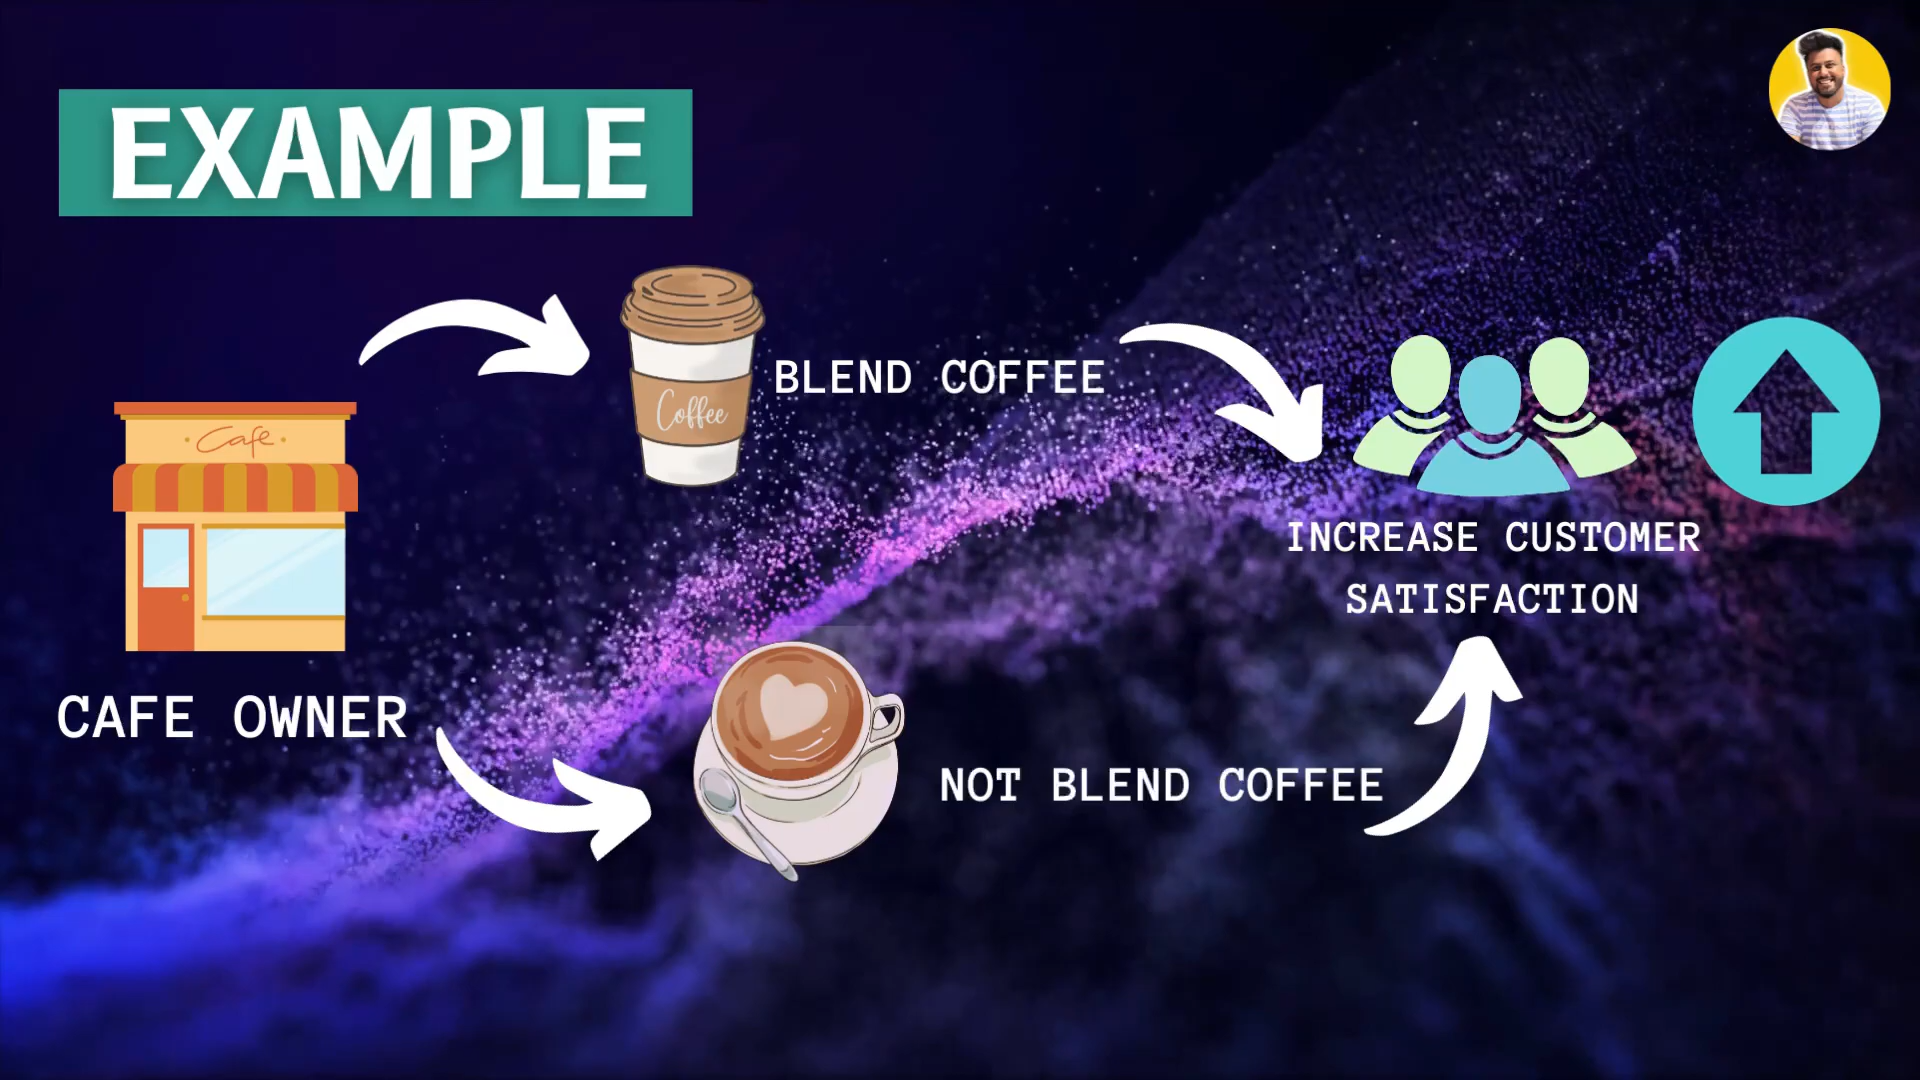 EXAMPLE
Coffee
BLEND COFFEE
Cafe
INCREASE CUSTOMER
SATISFACTION
CAFE OWNER
NOT BLEND COFFEE